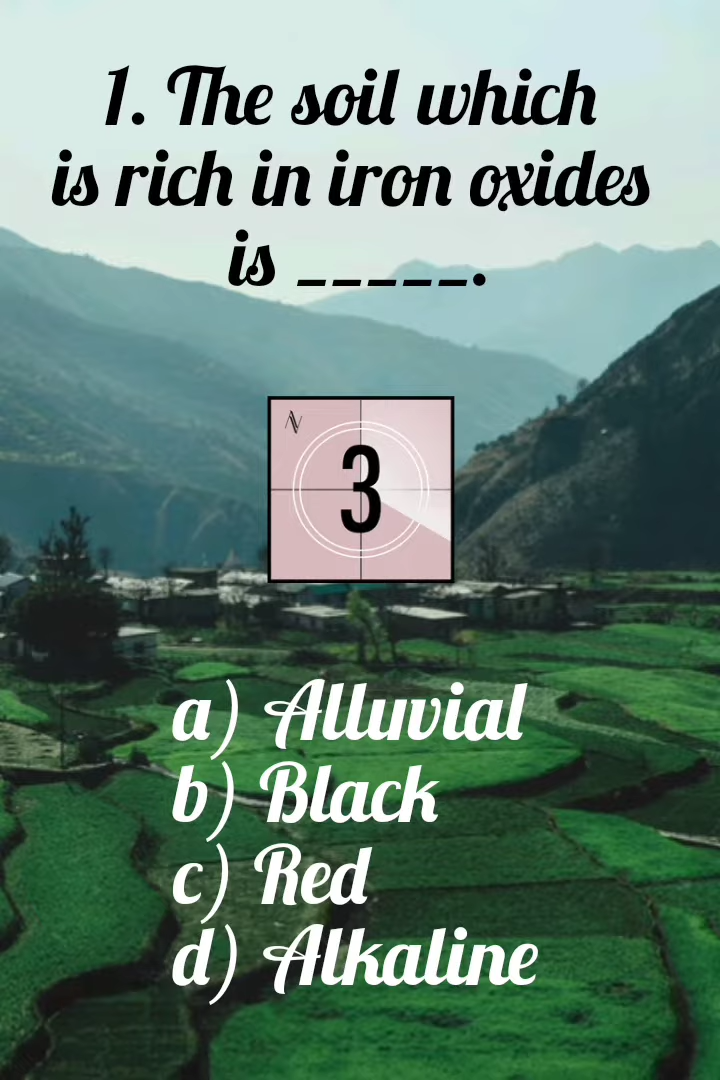 1. The soil which
is rich in iron oxides
is _____.
3
a) Alluvial
b) Black
c) Red
d) Alkaline